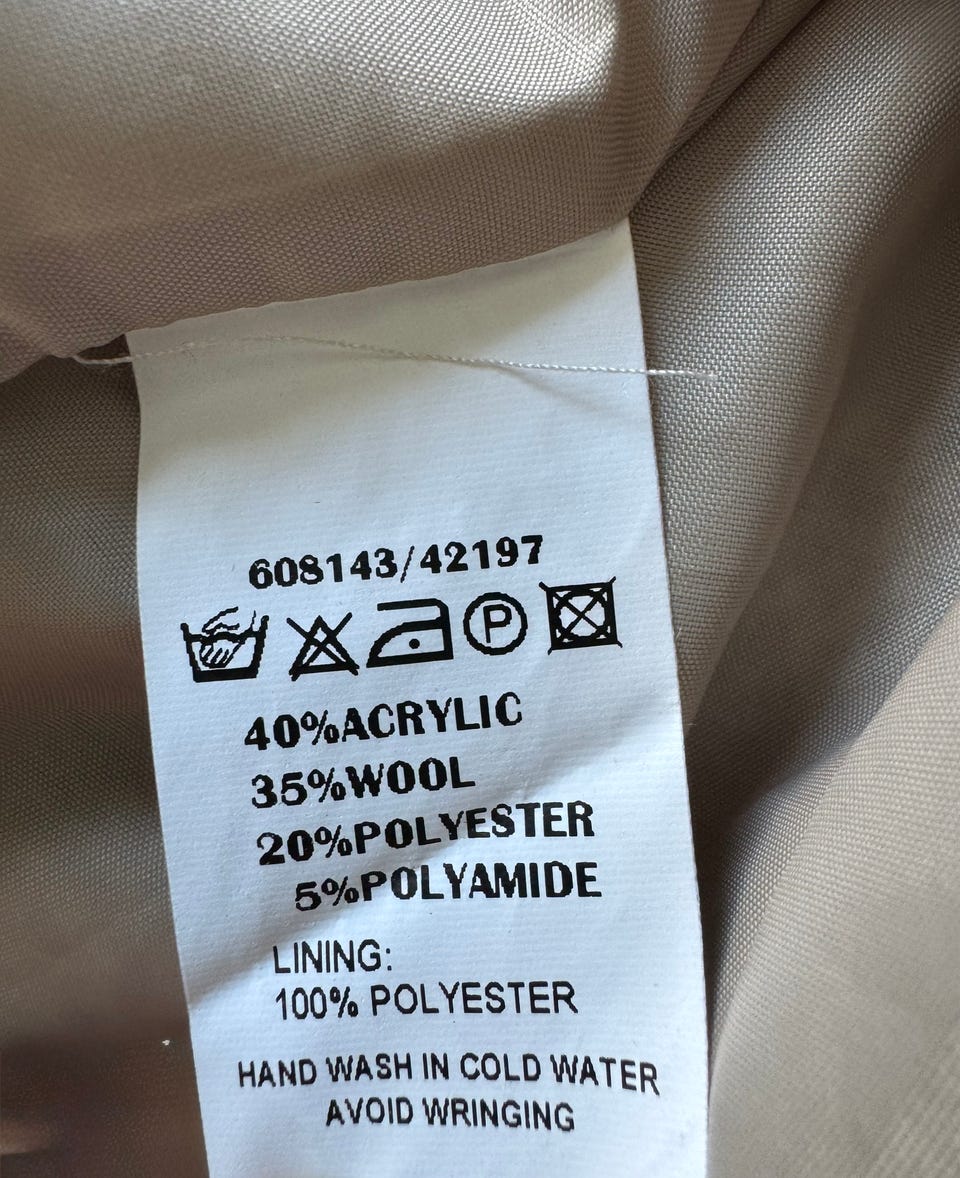 608143/42197
P
40%ACRYLIC
35%WOOL
20%POLYESTER
5%POLYAMIDE
LINING:
100% POLYESTER
HAND WASH IN COLD WATER
AVOID WRINGING